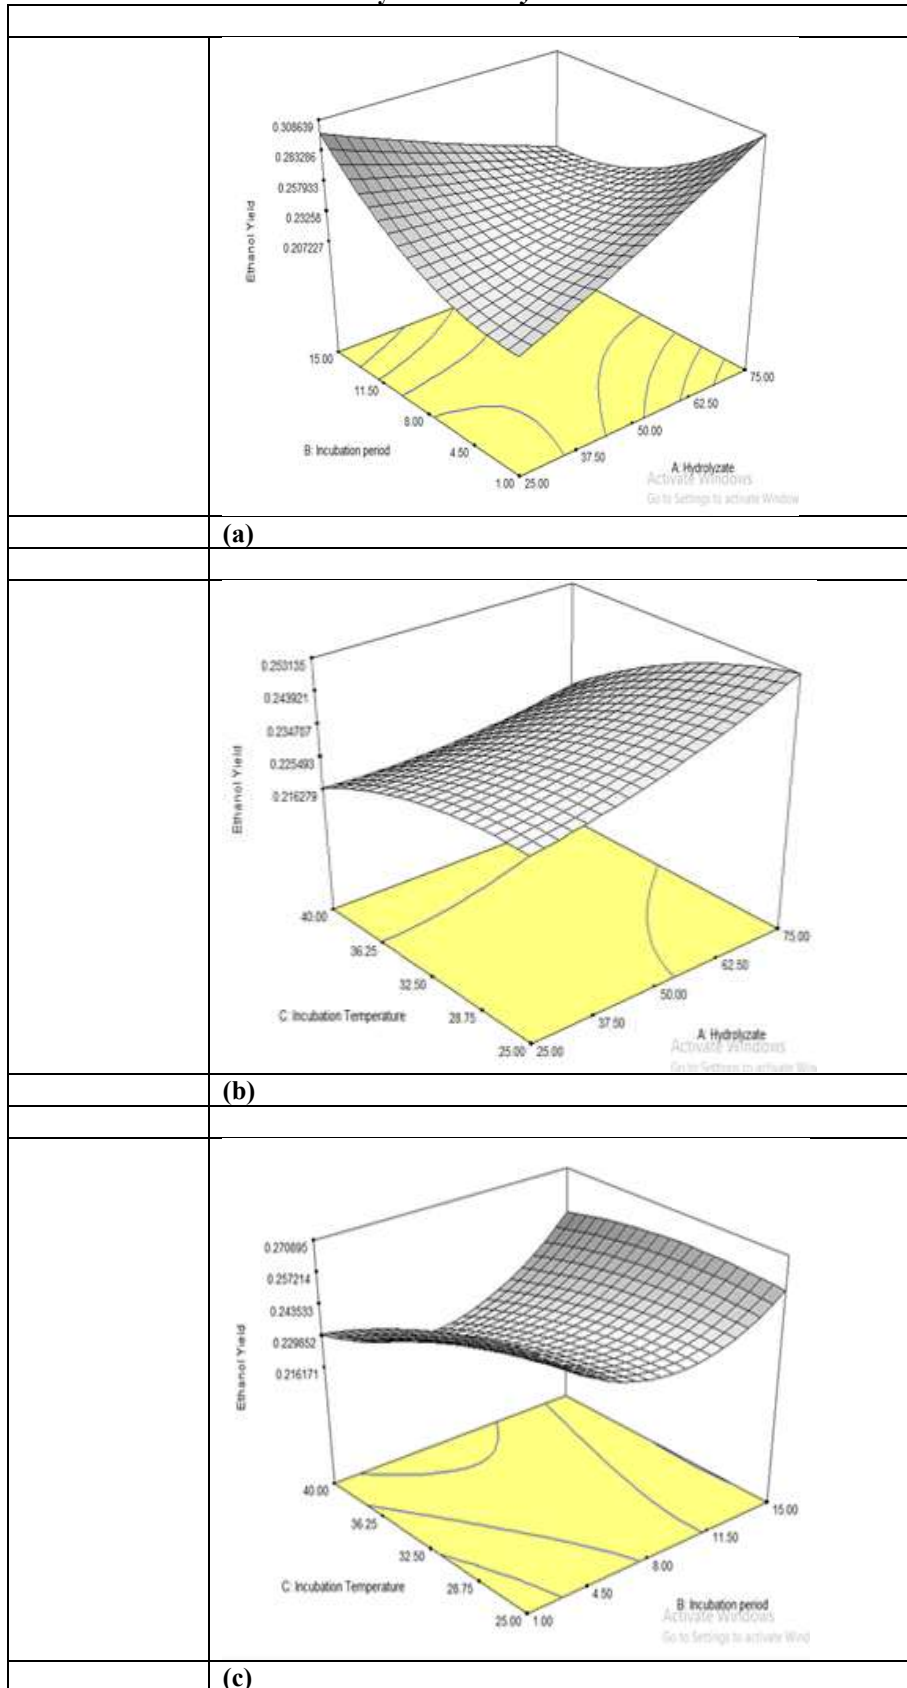 0.308639
0.283286
0.257933
0.23258
0.207227
Ethanol Yield
15.00
11.50
8.00
4.50
1.00
B: Incubation period
25.00
37.50
50.00
62.50
75.00
A: Hydrolyzate
Activate Windows
Go to Settings to activate Window
(a)
0.253135
0.243921
0.234707
0.225493
0.216279
Ethanol Yield
40.00
36.25
32.50
28.75
25.00
C: Incubation Temperature
25.00
37.50
50.00
62.50
75.00
A: Hydrolyzate
Activate Windows
Go to Settings to activate Win
(b)
0.270895
0.257214
0.243533
0.229852
0.216171
Ethanol Yield
40.00
36.25
32.50
28.75
25.00
C: Incubation Temperature
1.00
4.50
8.00
11.50
15.00
B: Incubation period
Activate Windows
Go to Settings to activate Wind
(c)